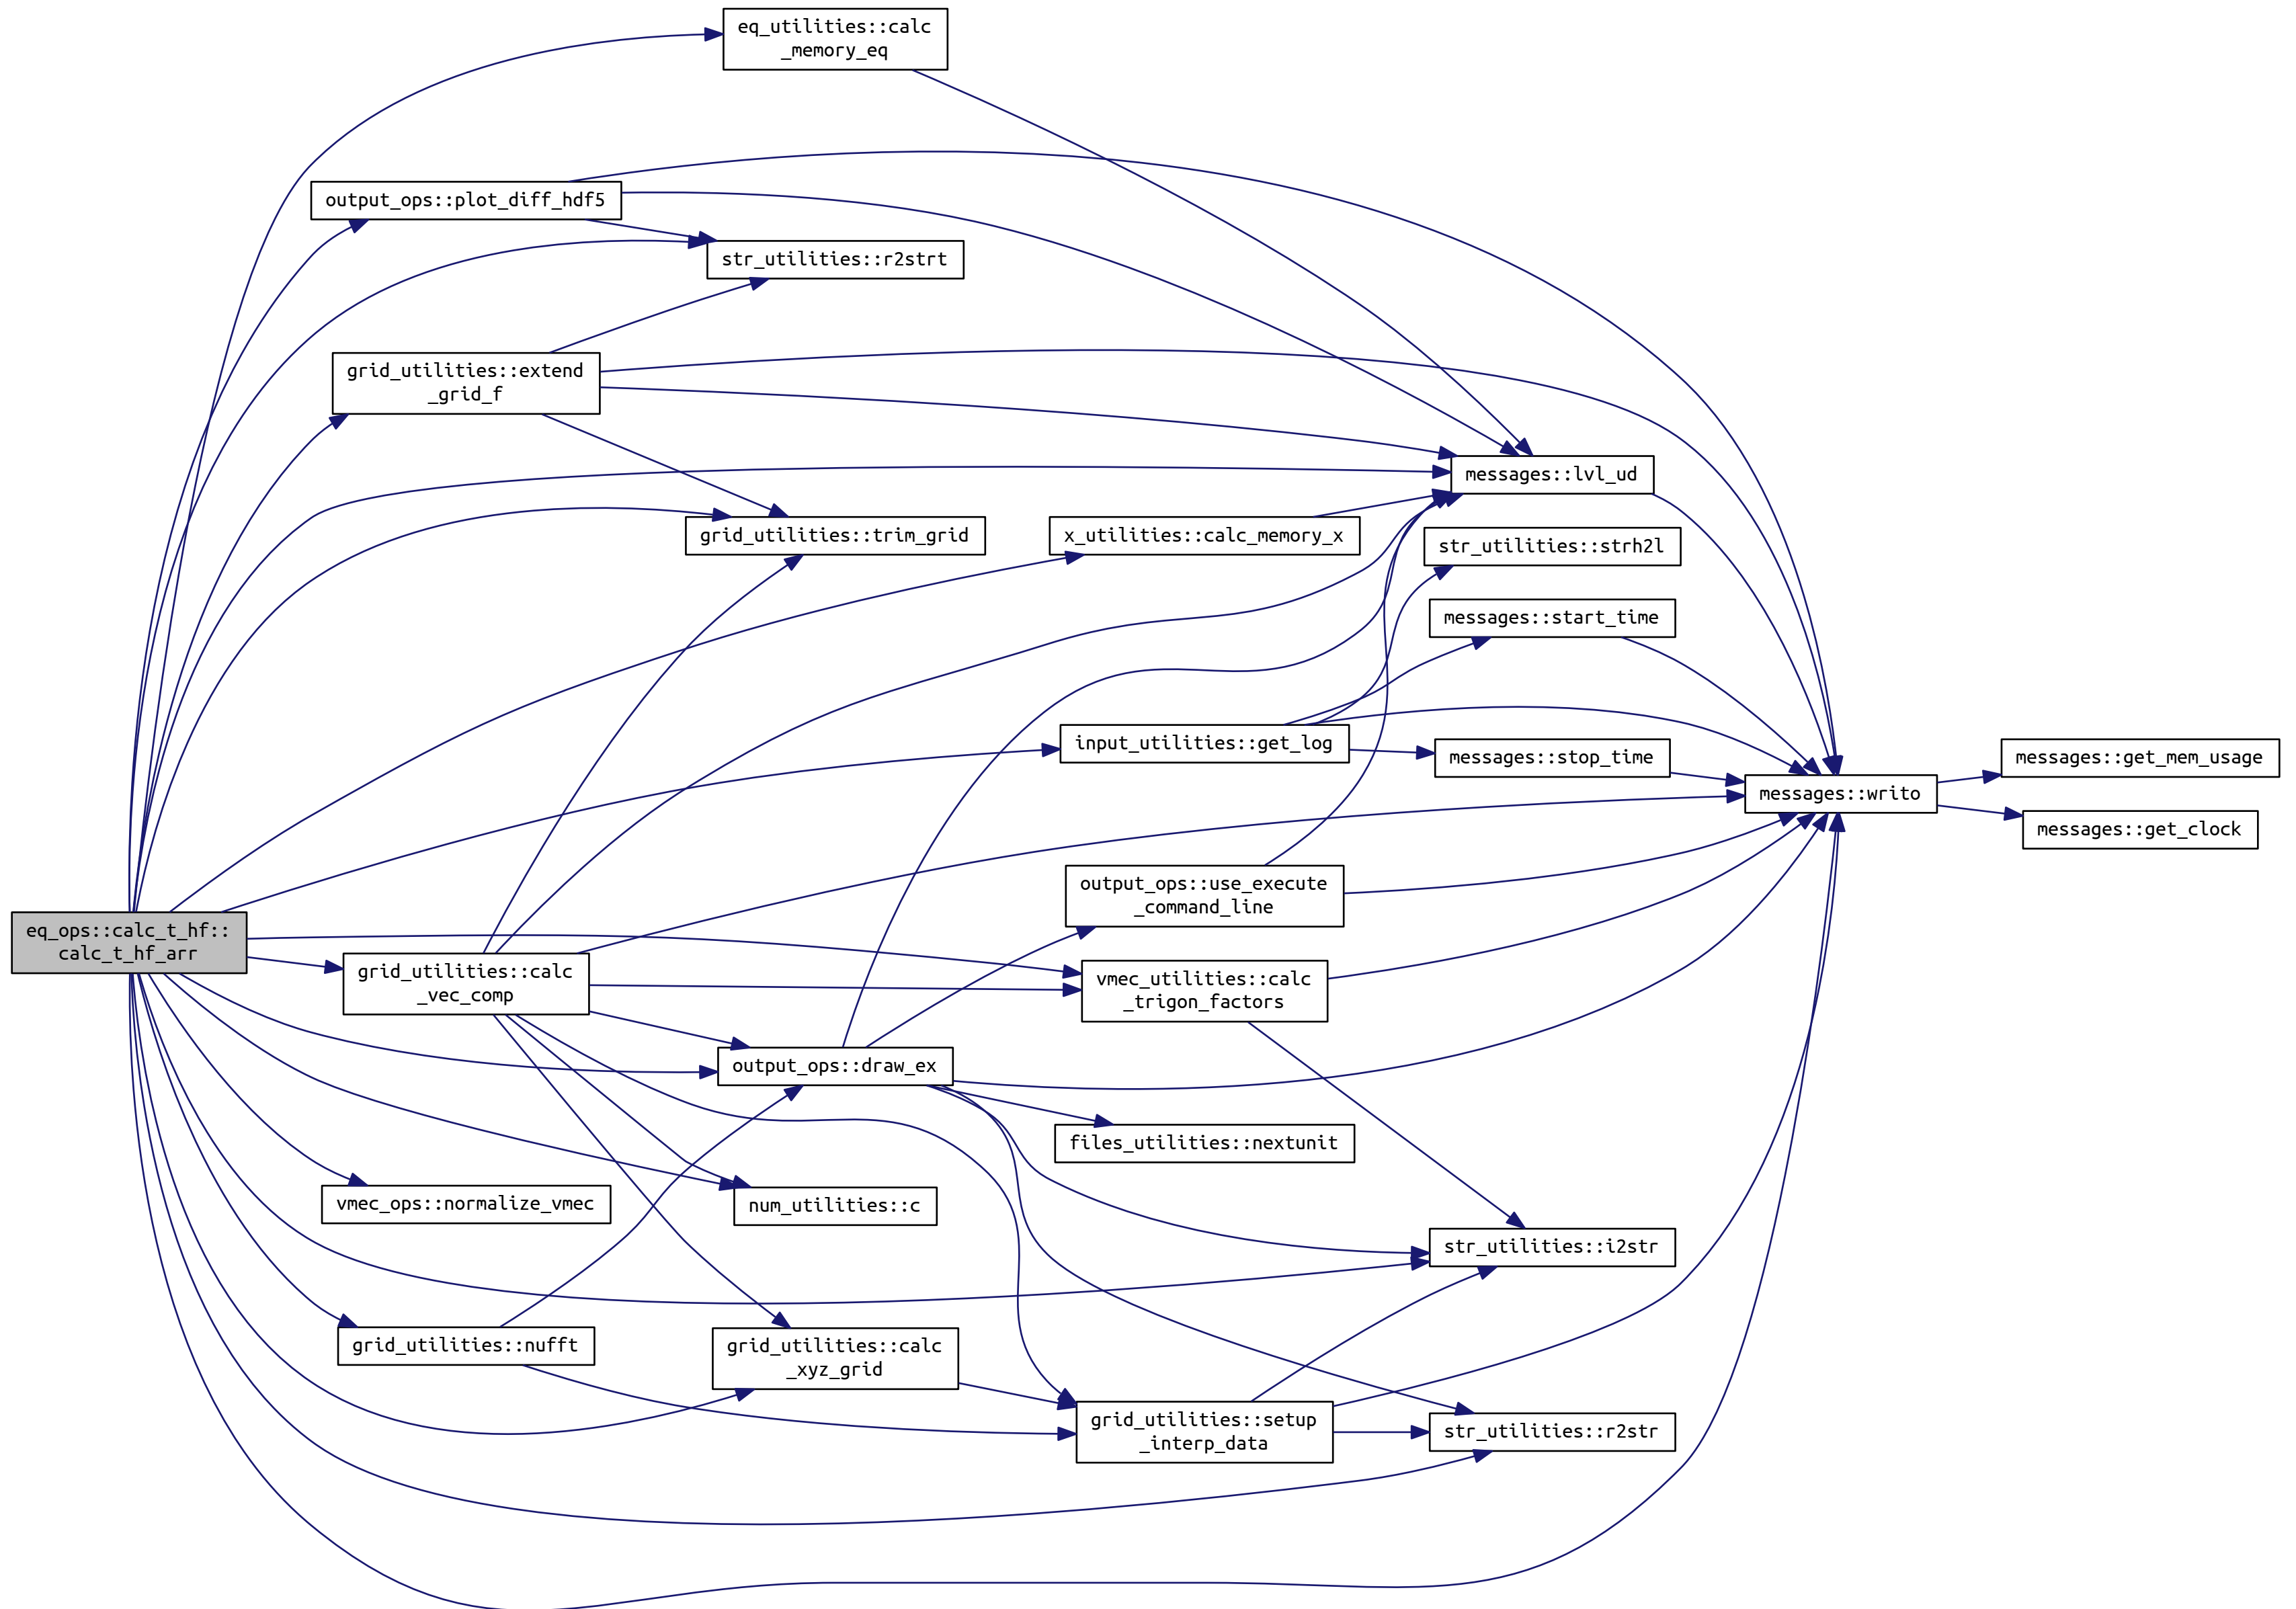 eq_utilities::calc
_memory_eq
output_ops::plot_diff_hdf5
str_utilities::r2strt
grid_utilities::extend
_grid_f
messages::lvl_ud
grid_utilities::trim_grid
x_utilities::calc_memory_x
str_utilities::strh2l
messages::start_time
input_utilities::get_log
messages::stop_time
messages::get_mem_usage
messages::writo
messages::get_clock
output_ops::use_execute
_command_line
eq_ops::calc_t_hf::
calc_t_hf_arr
grid_utilities::calc
_vec_comp
vmec_utilities::calc
_trigon_factors
output_ops::draw_ex
files_utilities::nextunit
vmec_ops::normalize_vmec
num_utilities::c
str_utilities::i2str
grid_utilities::nufft
grid_utilities::calc
_xyz_grid
grid_utilities::setup
_interp_data
str_utilities::r2str